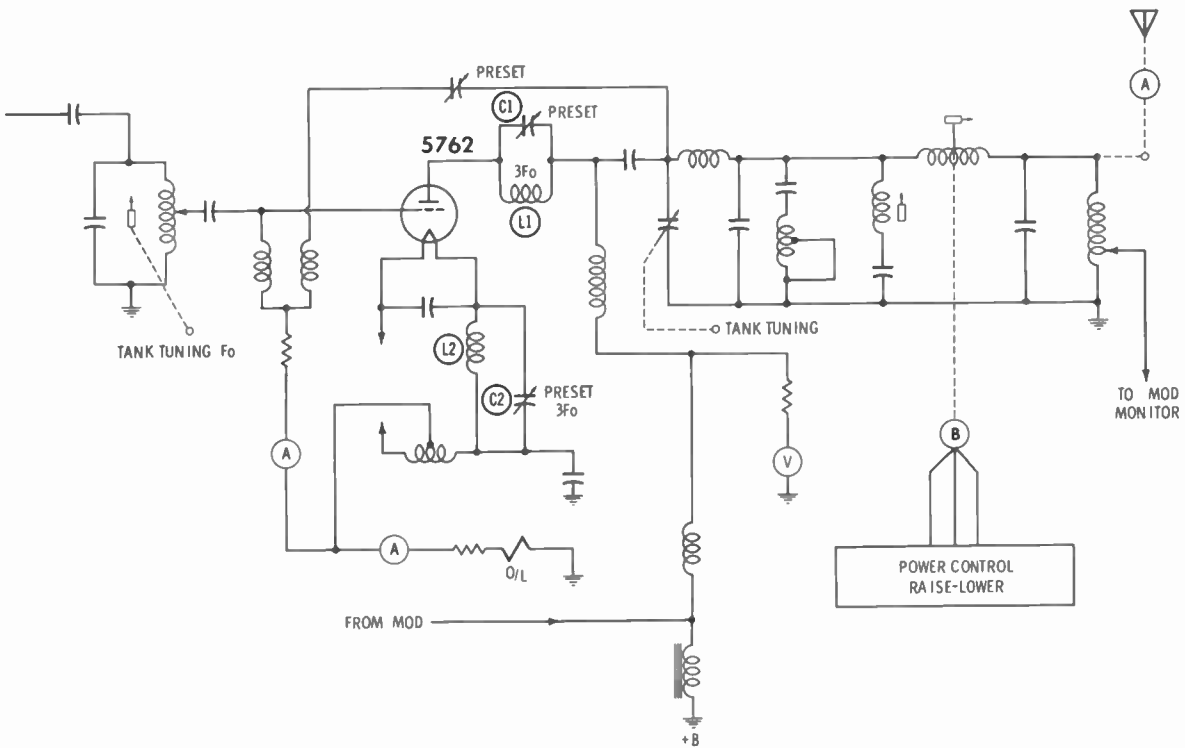 PRESET
C1
PRESET
A
5762
3Fo
L1
TANK TUNING Fo
L2
C2
PRESET
3Fo
TANK TUNING
TO MOD
MONITOR
A
V
B
A
O/L
POWER CONTROL
RAISE-LOWER
FROM MOD
+B